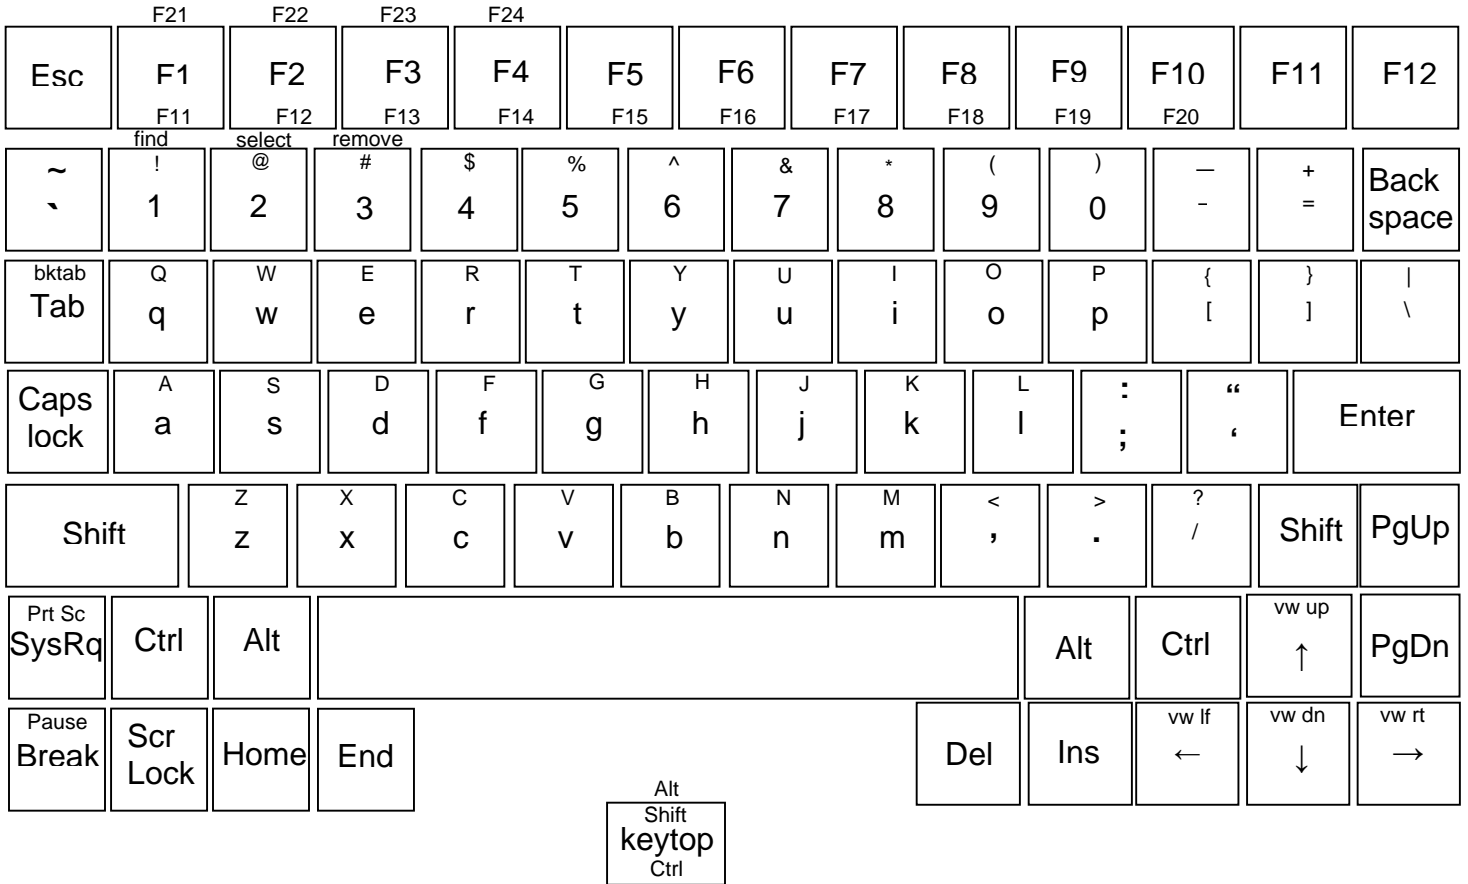 F21 F22 F23 F24
Esc F1 F2 F3 F4 F5 F6 F7 F8 F9 F10 F11 F12
F11 F12 F13 F14 F15 F16 F17 F18 F19 F20
find select remove
~ ! @ # $ % ^ & * ( ) — +
` 1 2 3 4 5 6 7 8 9 0 - =
Back
space
bktab Q W E R T Y U I O P { } |
Tab q w e r t y u i o p [ ] \
Caps
lock
A S D F G H J K L : “
a s d f g h j k l ; ‘
Enter
Z X C V B N M < > ?
Shift z x c v b n m , . / Shift PgUp
Prt Sc vw up
SysRq Ctrl Alt Alt Ctrl ↑ PgDn
Pause vw lf vw dn vw rt
Break Scr
Lock
Home End Del Ins ← ↓ →
Alt
Shift
keytop
Ctrl